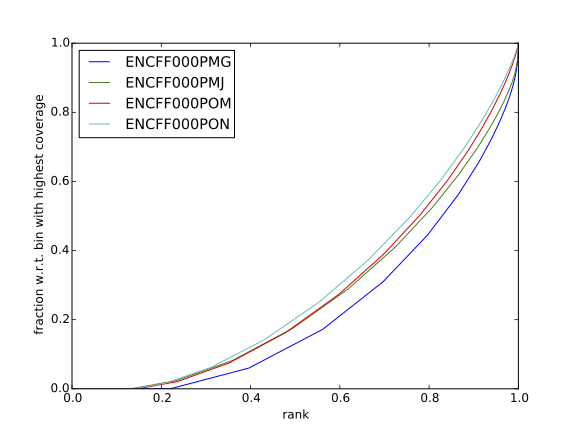 1.0
0.8
0.6
0.4
0.2
0.0
fraction w.r.t. bin with highest coverage
ENCFF000PMG
ENCFF000PMJ
ENCFF000POM
ENCFF000PON
0.0 0.2 0.4 0.6 0.8 1.0
rank